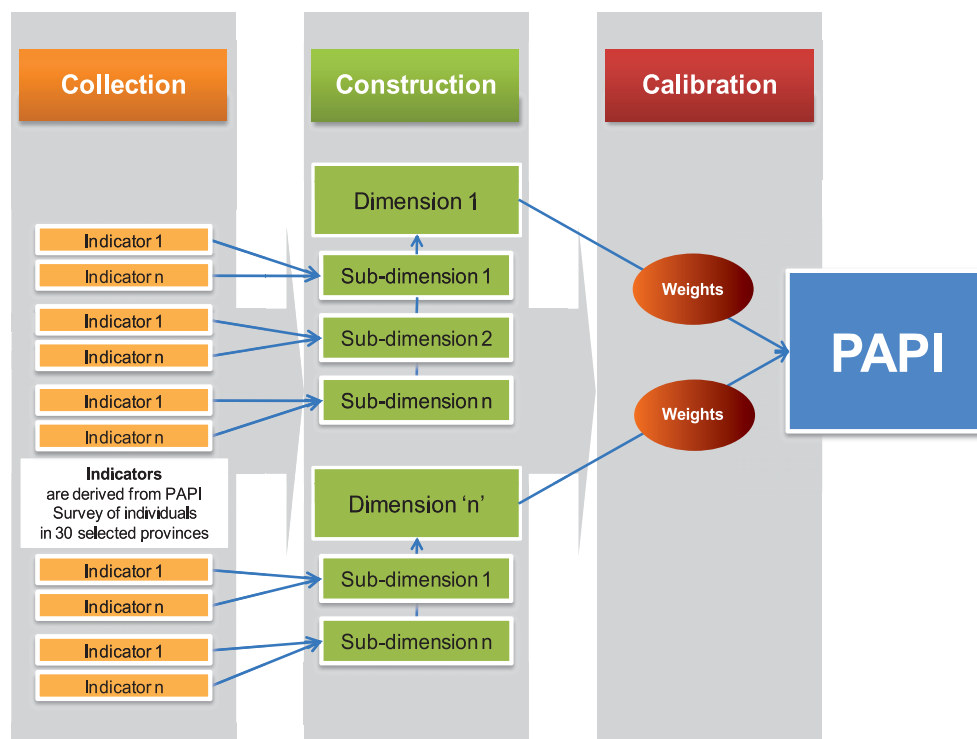 Collection
Construction
Calibration
Dimension 1
Indicator 1
Indicator n
Sub-dimension 1
Weights
Indicator 1
Indicator n
Sub-dimension 2
PAPI
Indicator 1
Indicator n
Sub-dimension n
Weights
Indicators
are derived from PAPI
Survey of individuals
in 30 selected provinces
Dimension ‘n’
Indicator 1
Indicator n
Sub-dimension 1
Indicator 1
Indicator n
Sub-dimension n